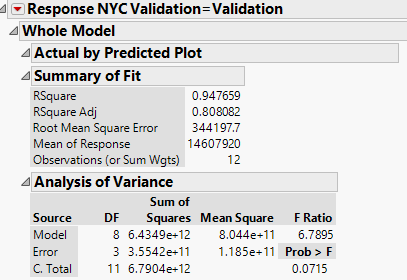 Response NYC Validation=Validation
Whole Model
Actual by Predicted Plot
Summary of Fit
RSquare 0.947659
RSquare Adj 0.808082
Root Mean Square Error 344197.7
Mean of Response 14607920
Observations (or Sum Wgts) 12
Analysis of Variance
Sum of
Source DF Squares Mean Square F Ratio
Model 8 6.4349e+12 8.044e+11 6.7895
Error 3 3.5542e+11 1.185e+11 Prob > F
C. Total 11 6.7904e+12 0.0715